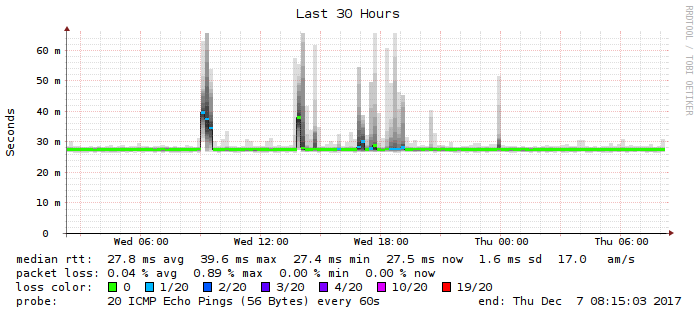 Last 30 Hours
RRDTOOL / TOBI OETIKER
Seconds
60 m
50 m
40 m
30 m
20 m
10 m
0
Wed 06:00 Wed 12:00 Wed 18:00 Thu 00:00 Thu 06:00
median rtt: 27.8 ms avg 39.6 ms max 27.4 ms min 27.5 ms now 1.6 ms sd 17.0 am/s
packet loss: 0.04 % avg 0.89 % max 0.00 % min 0.00 % now
loss color: 0 1/20 2/20 3/20 4/20 10/20 19/20
probe: 20 ICMP Echo Pings (56 Bytes) every 60s end: Thu Dec 7 08:15:03 2017